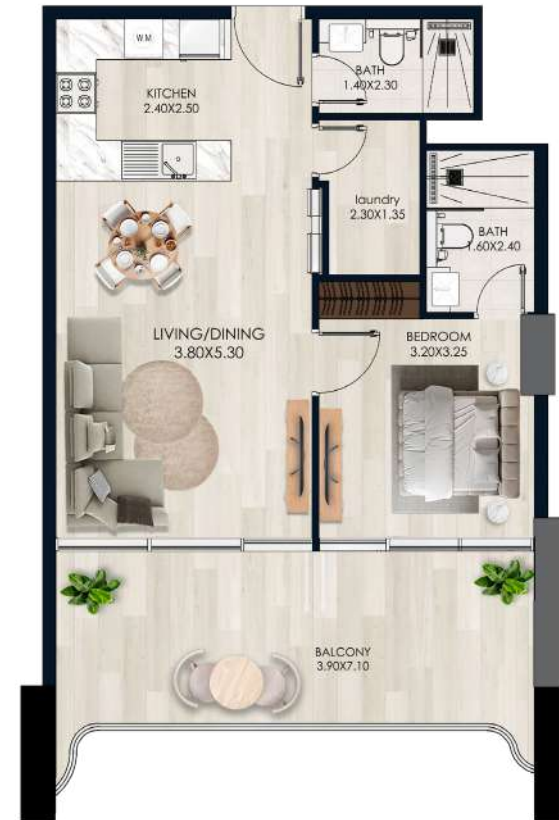 W.M.
KITCHEN
2.40X2.50
BATH
1.40X2.30
laundry
2.30X1.35
BATH
1.60X2.40
LIVING/DINING
3.80X5.30
BEDROOM
3.20X3.25
BALCONY
3.90X7.10